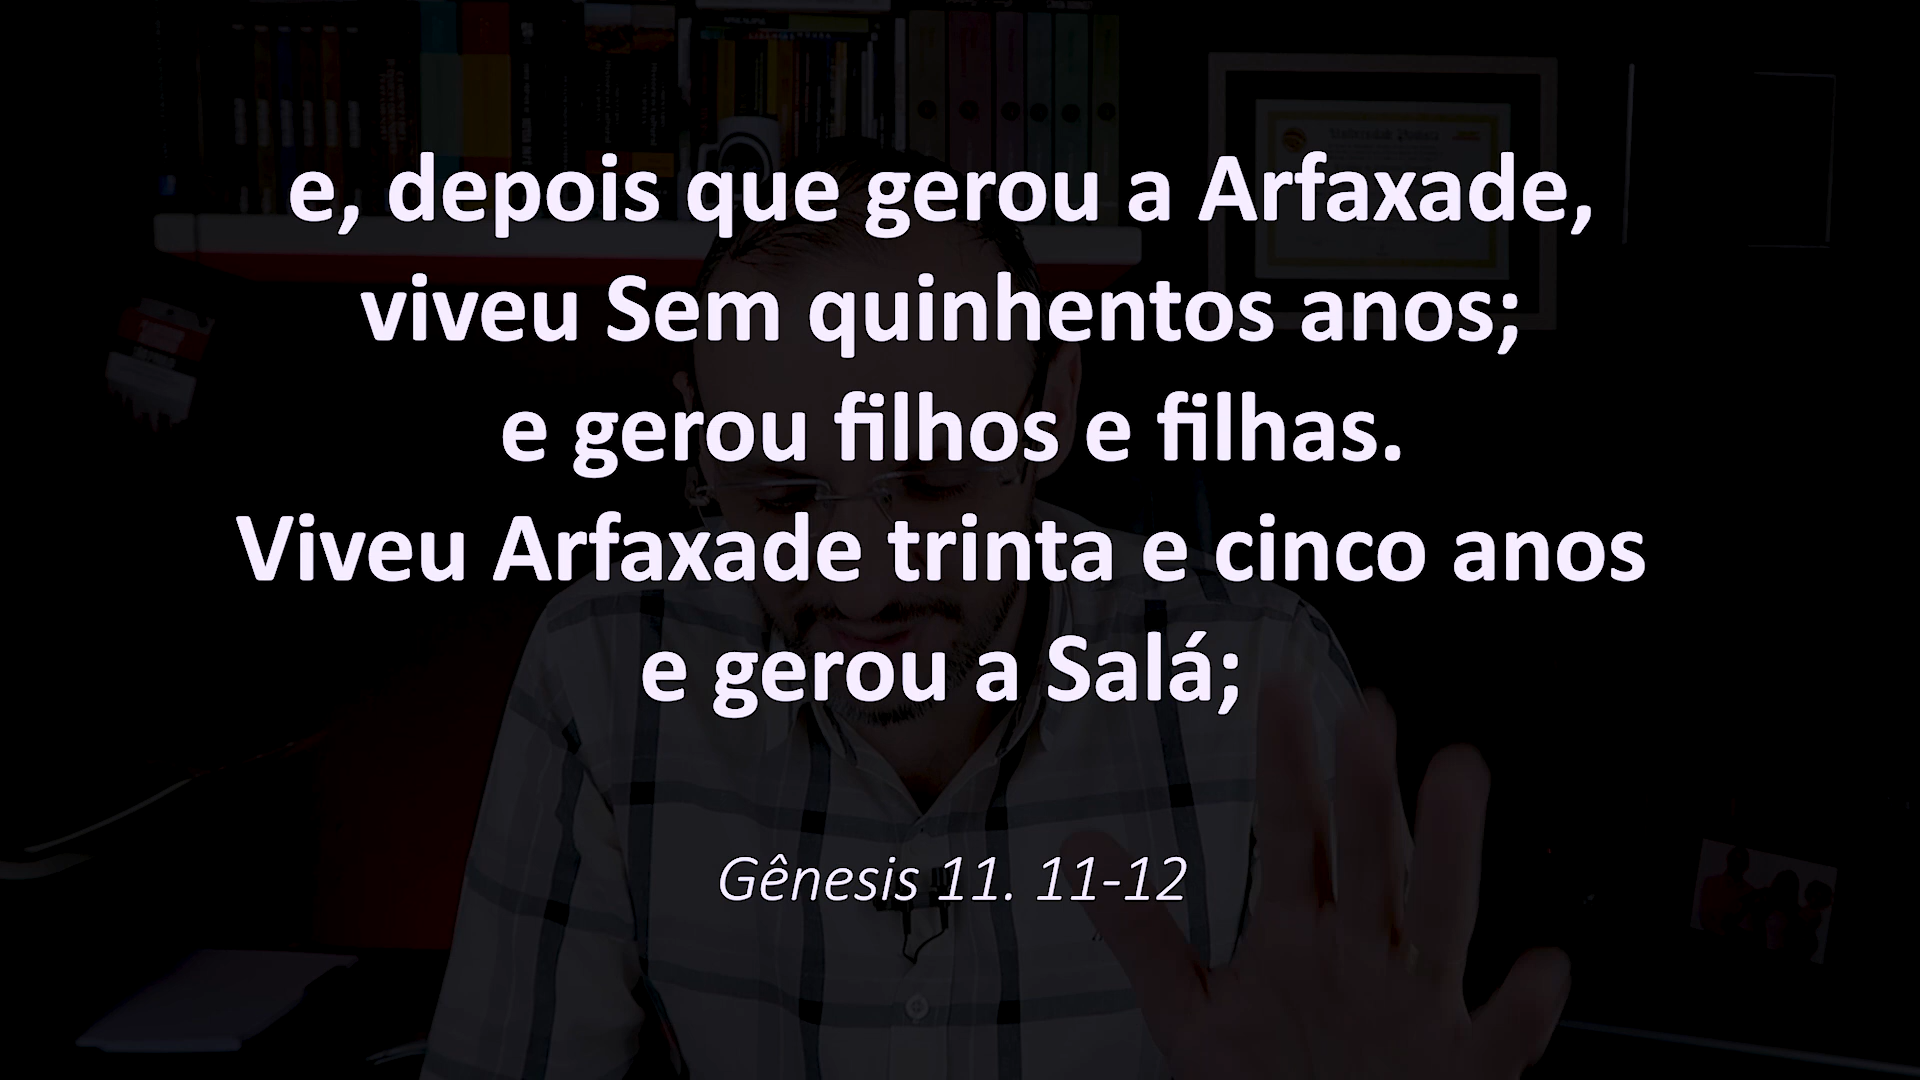 e, depois que gerou a Arfaxade,
viveu Sem quinhentos anos;
e gerou filhos e filhas.
Viveu Arfaxade trinta e cinco anos
e gerou a Salá;
Gênesis 11. 11-12